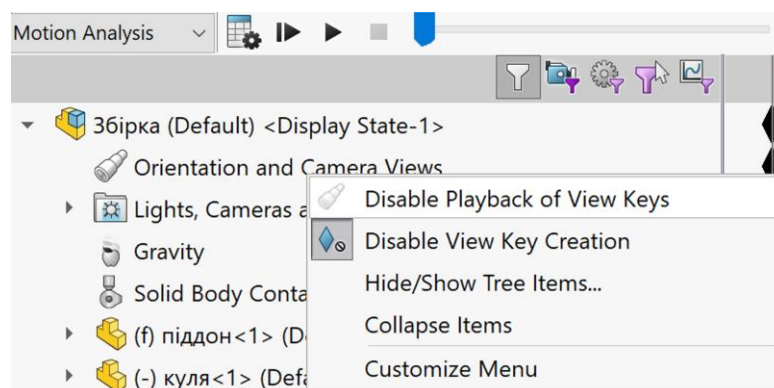 Motion Analysis
Збірка (Default) <Display State-1>
Orientation and Camera Views
Lights, Cameras a
Disable Playback of View Keys
Gravity
Disable View Key Creation
Solid Body Conta
Hide/Show Tree Items...
(f) піддон<1> (D
Collapse Items
(-) куля<1> (Defa
Customize Menu